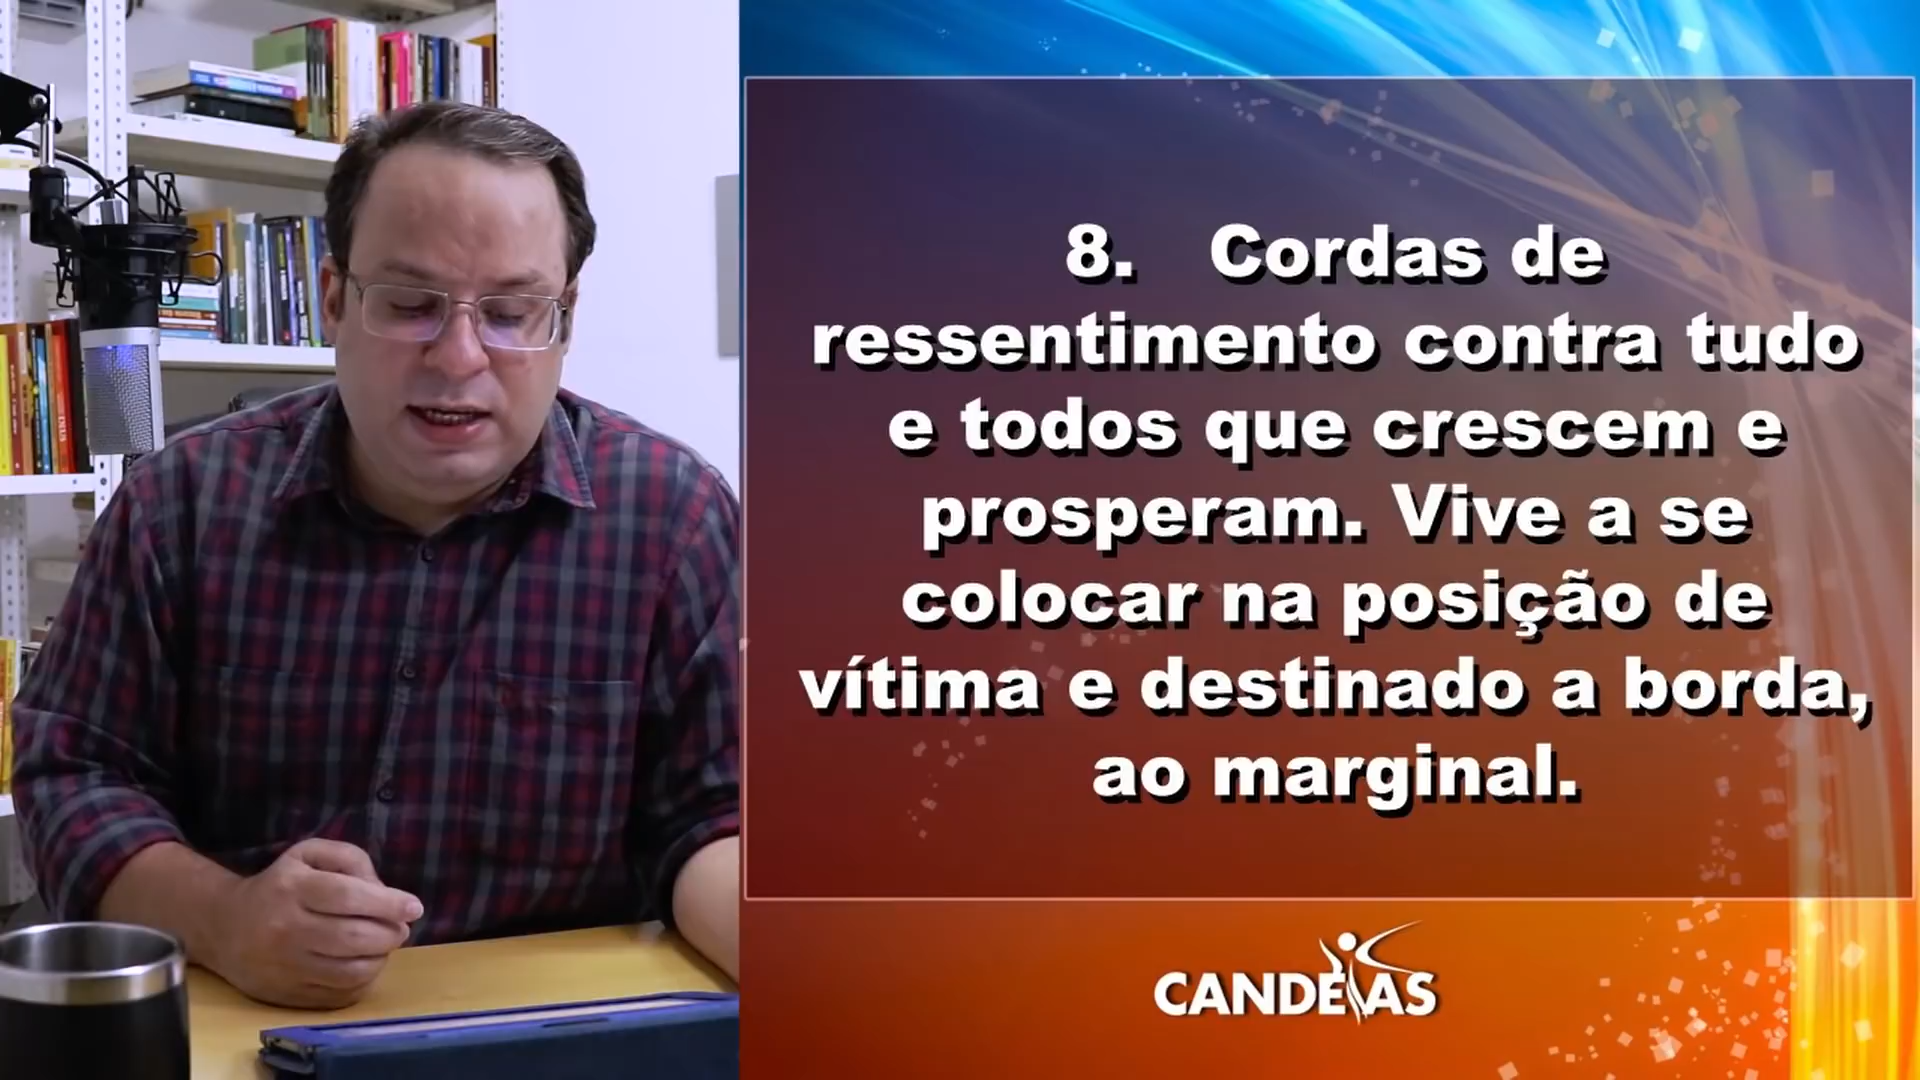 8. Cordas de
ressentimento contra tudo
e todos que crescem e
prosperam. Vive a se
colocar na posição de
vítima e destinado a borda,
ao marginal.
CANDEIAS